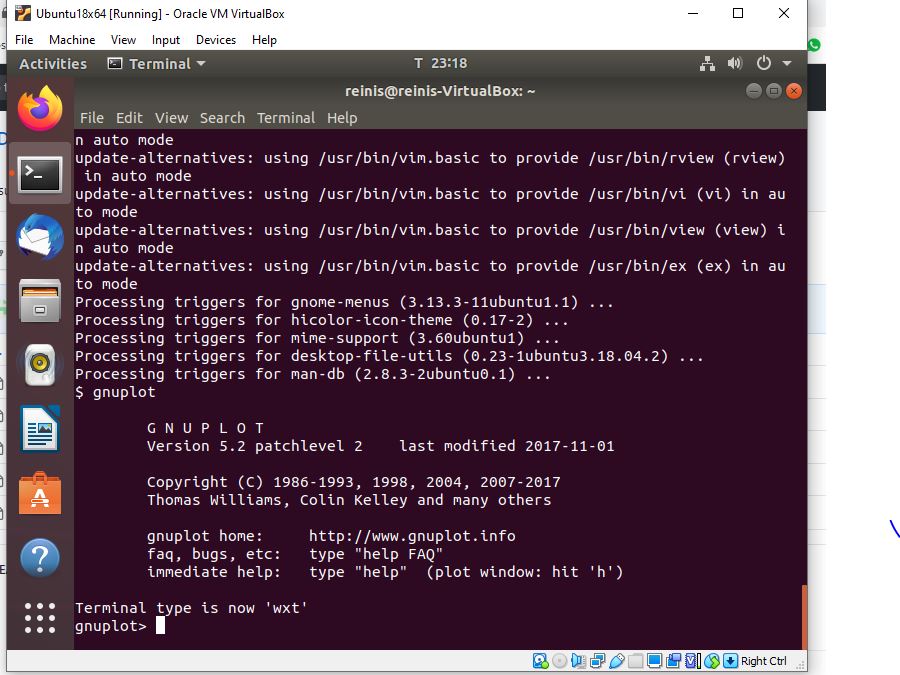 Ubuntu18x64 [Running] - Oracle VM VirtualBox
File Machine View Input Devices Help
Activities Terminal T 23:18
reinis@reinis-VirtualBox: ~
File Edit View Search Terminal Help
n auto mode
update-alternatives: using /usr/bin/vim.basic to provide /usr/bin/rview (rview)
 in auto mode
update-alternatives: using /usr/bin/vim.basic to provide /usr/bin/vi (vi) in au
to mode
update-alternatives: using /usr/bin/vim.basic to provide /usr/bin/view (view) i
n auto mode
update-alternatives: using /usr/bin/vim.basic to provide /usr/bin/ex (ex) in au
to mode
Processing triggers for gnome-menus (3.13.3-11ubuntu1.1) ...
Processing triggers for hicolor-icon-theme (0.17-2) ...
Processing triggers for mime-support (3.60ubuntu1) ...
Processing triggers for desktop-file-utils (0.23-1ubuntu3.18.04.2) ...
Processing triggers for man-db (2.8.3-2ubuntu0.1) ...
$ gnuplot
G N U P L O T
Version 5.2 patchlevel 2    last modified 2017-11-01
Copyright (C) 1986-1993, 1998, 2004, 2007-2017
Thomas Williams, Colin Kelley and many others
gnuplot home:     http://www.gnuplot.info
faq, bugs, etc:   type "help FAQ"
immediate help:   type "help"  (plot window: hit 'h')
Terminal type is now 'wxt'
gnuplot>
Right Ctrl